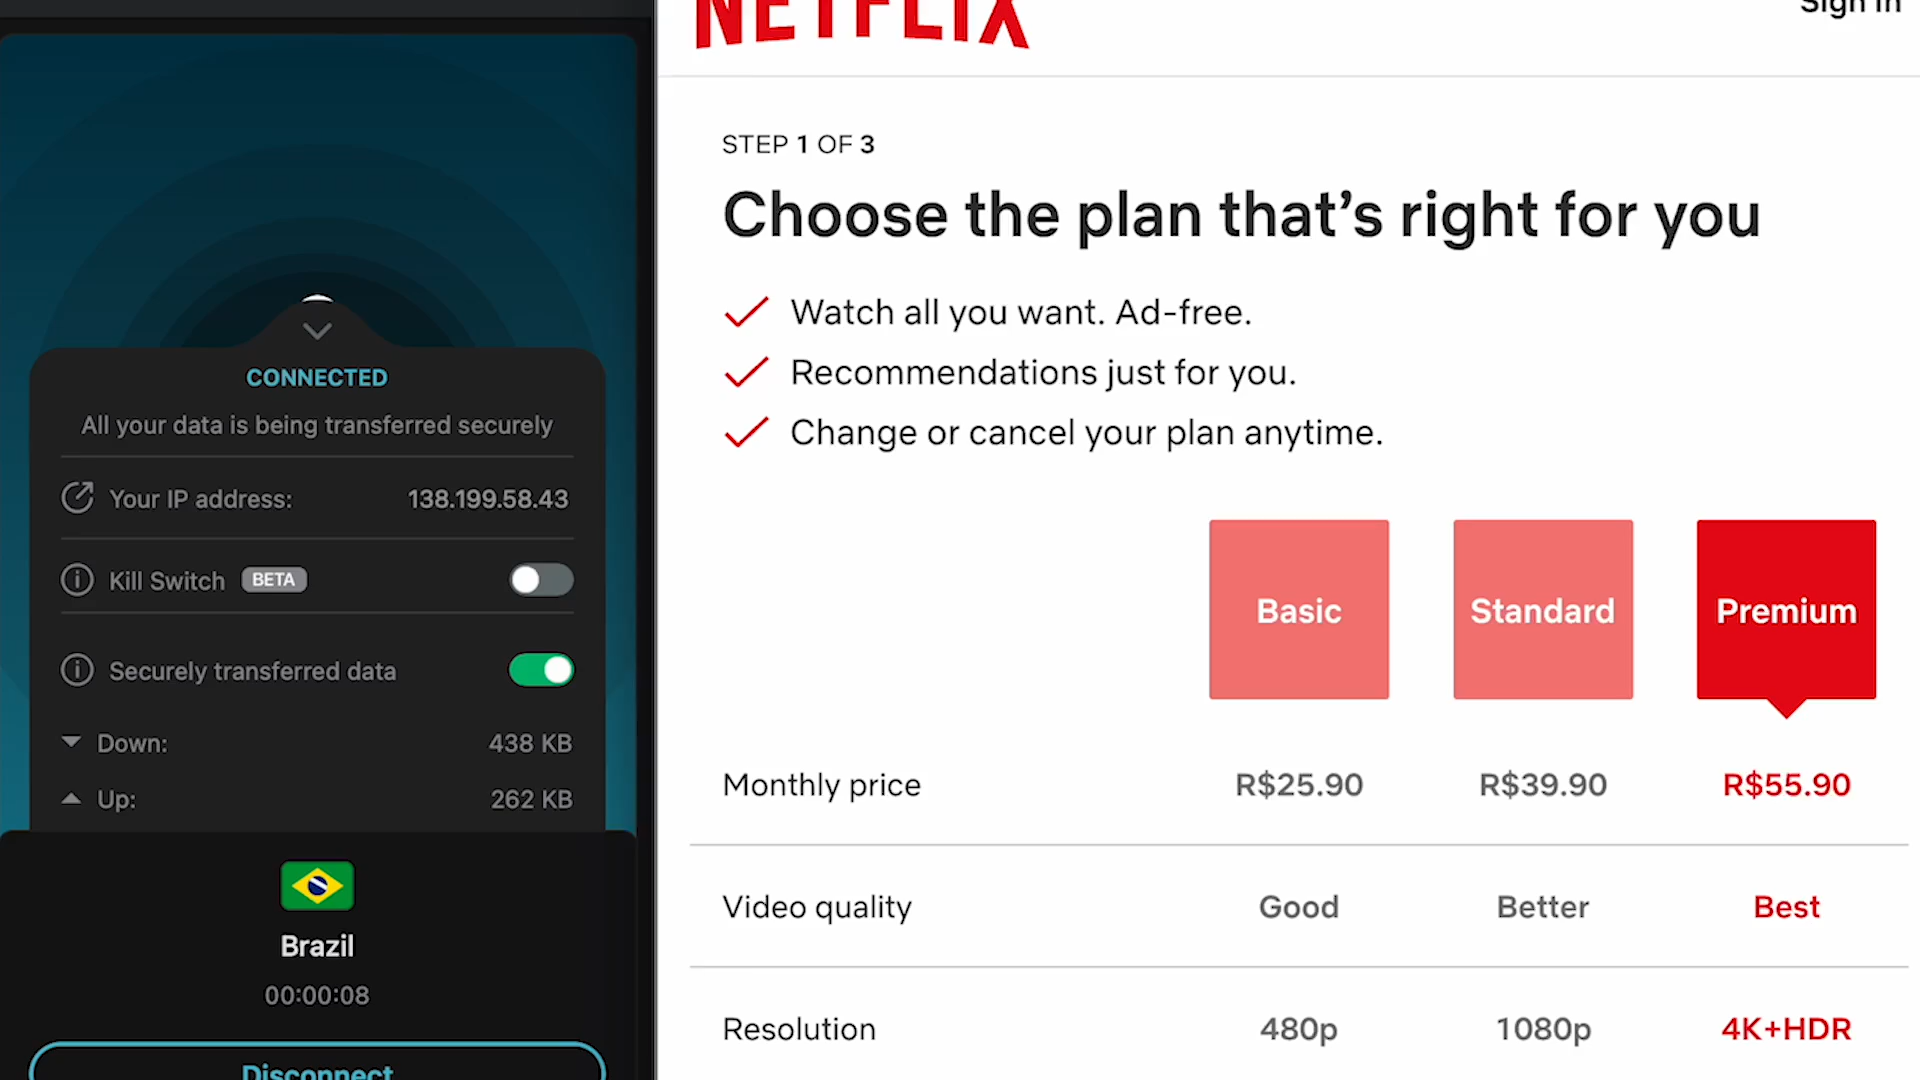 CONNECTED
All your data is being transferred securely
Your IP address: 138.199.58.43
Kill Switch BETA
Securely transferred data
Down: 438 KB
Up: 262 KB
Brazil
00:00:08
Disconnect
NETFLIX
Sign In
STEP 1 OF 3
Choose the plan that's right for you
Watch all you want. Ad-free.
Recommendations just for you.
Change or cancel your plan anytime.
Basic Standard Premium
Monthly price R$25.90 R$39.90 R$55.90
Video quality Good Better Best
Resolution 480p 1080p 4K+HDR